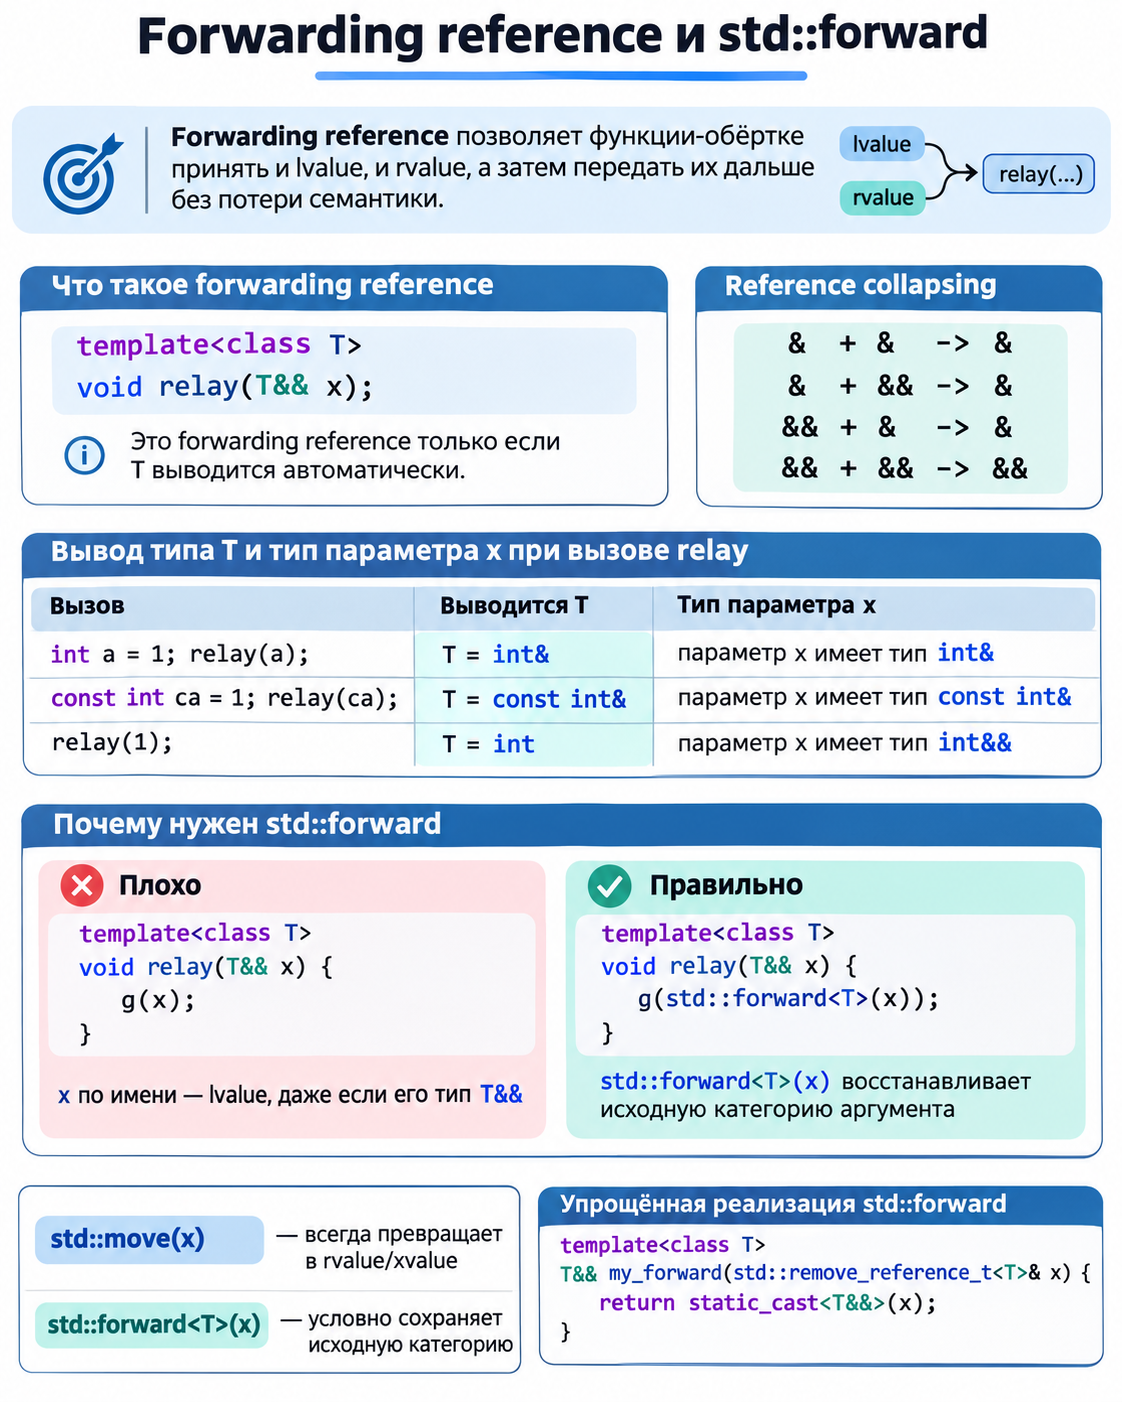 Forwarding reference и std::forward
Forwarding reference позволяет функции-обёртке
принять и lvalue, и rvalue, а затем передать их дальше
без потери семантики.
lvalue
rvalue
relay(...)
Что такое forwarding reference
template<class T>
void relay(T&& x);
Это forwarding reference только если
T выводится автоматически.
Reference collapsing
& + & -> &
& + && -> &
&& + & -> &
&& + && -> &&
Вывод типа T и тип параметра x при вызове relay
Вызов Выводится T Тип параметра x
int a = 1; relay(a); T = int& параметр x имеет тип int&
const int ca = 1; relay(ca); T = const int& параметр x имеет тип const int&
relay(1); T = int параметр x имеет тип int&&
Почему нужен std::forward
Плохо
template<class T>
void relay(T&& x) {
g(x);
}
x по имени — lvalue, даже если его тип T&&
Правильно
template<class T>
void relay(T&& x) {
g(std::forward<T>(x));
}
std::forward<T>(x) восстанавливает
исходную категорию аргумента
std::move(x) — всегда превращает
в rvalue/xvalue
std::forward<T>(x) — условно сохраняет
исходную категорию
Упрощённая реализация std::forward
template<class T>
T&& my_forward(std::remove_reference_t<T>& x) {
return static_cast<T&&>(x);
}